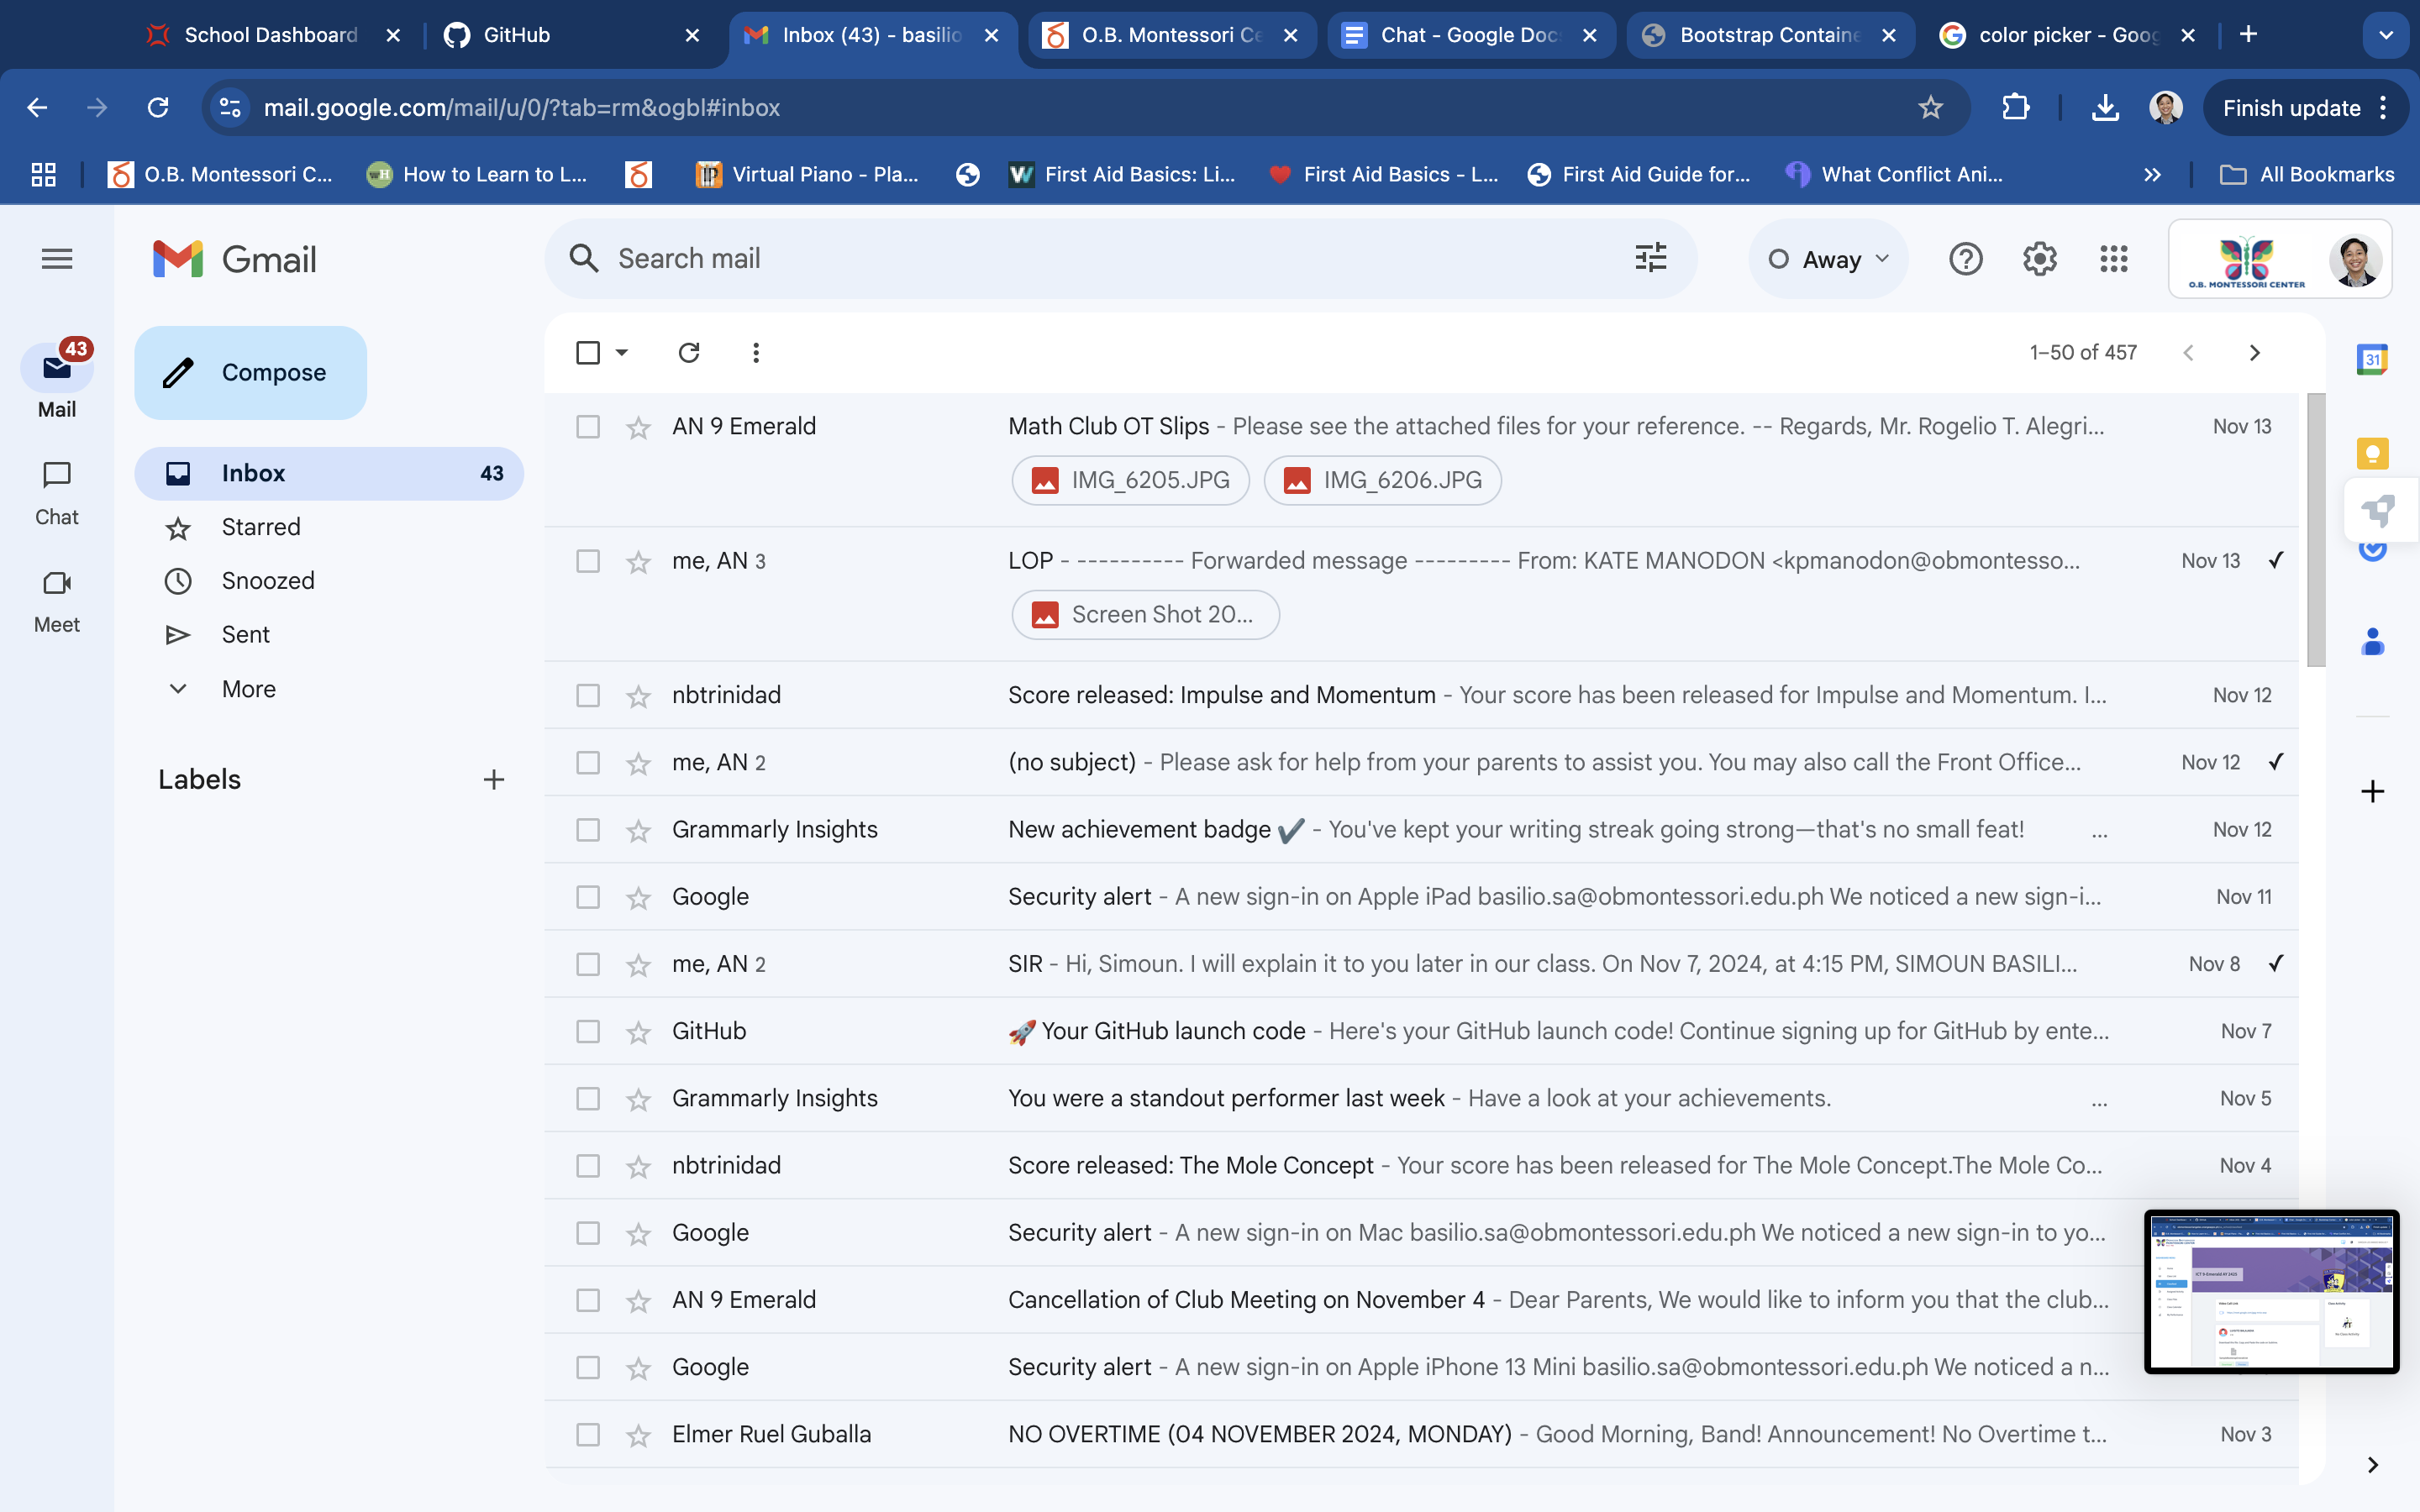 School Dashboard
GitHub
Inbox (43) - basilio
O.B. Montessori Ce
Chat - Google Doc
Bootstrap Containe
color picker - Goog
mail.google.com/mail/u/0/?tab=rm&ogbl#inbox
Finish update
O.B. Montessori C...
How to Learn to L...
Virtual Piano - Pla...
First Aid Basics: Li...
First Aid Basics - L...
First Aid Guide for...
What Conflict Ani...
All Bookmarks
Gmail
Search mail
Away
O.B. MONTESSORI CENTER
43
Mail
Chat
Meet
Compose
Inbox 43
Starred
Snoozed
Sent
More
Labels
1–50 of 457
31
AN 9 Emerald Math Club OT Slips - Please see the attached files for your reference. -- Regards, Mr. Rogelio T. Alegri... Nov 13
IMG_6205.JPG IMG_6206.JPG
me, AN 3 LOP - ---------- Forwarded message --------- From: KATE MANODON <kpmanodon@obmontesso... Nov 13
Screen Shot 20...
nbtrinidad Score released: Impulse and Momentum - Your score has been released for Impulse and Momentum. I... Nov 12
me, AN 2 (no subject) - Please ask for help from your parents to assist you. You may also call the Front Office... Nov 12
Grammarly Insights New achievement badge ✔️ - You've kept your writing streak going strong—that's no small feat! ... Nov 12
Google Security alert - A new sign-in on Apple iPad basilio.sa@obmontessori.edu.ph We noticed a new sign-i... Nov 11
me, AN 2 SIR - Hi, Simoun. I will explain it to you later in our class. On Nov 7, 2024, at 4:15 PM, SIMOUN BASILI... Nov 8
GitHub 🚀 Your GitHub launch code - Here's your GitHub launch code! Continue signing up for GitHub by ente... Nov 7
Grammarly Insights You were a standout performer last week - Have a look at your achievements. ... Nov 5
nbtrinidad Score released: The Mole Concept - Your score has been released for The Mole Concept.The Mole Co... Nov 4
Google Security alert - A new sign-in on Mac basilio.sa@obmontessori.edu.ph We noticed a new sign-in to yo...
AN 9 Emerald Cancellation of Club Meeting on November 4 - Dear Parents, We would like to inform you that the club...
Google Security alert - A new sign-in on Apple iPhone 13 Mini basilio.sa@obmontessori.edu.ph We noticed a n...
Elmer Ruel Guballa NO OVERTIME (04 NOVEMBER 2024, MONDAY) - Good Morning, Band! Announcement! No Overtime t... Nov 3